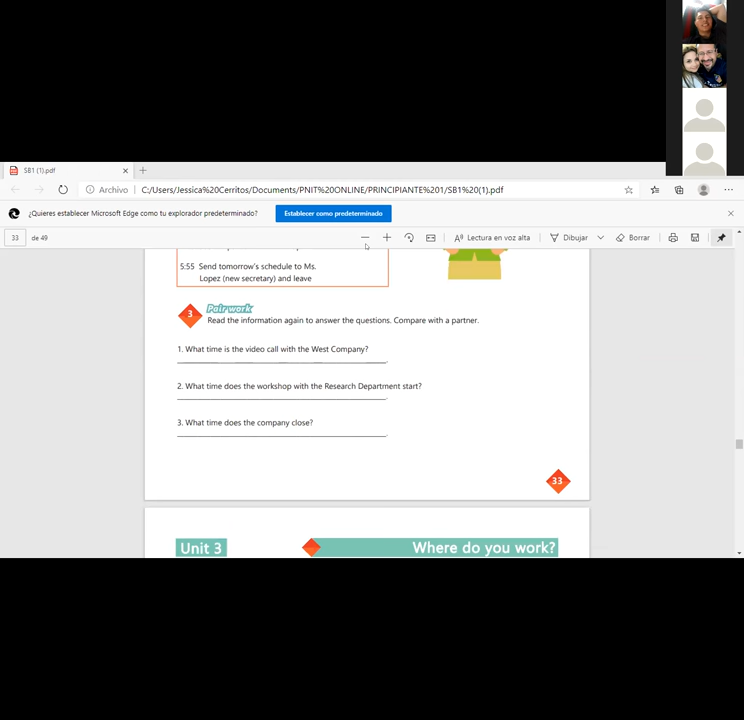 SB1 (1).pdf
Archivo
C:/Users/Jessica%20Cerritos/Documents/PNIT%20ONLINE/PRINCIPIANTE%201/SB1%20(1).pdf
¿Quieres establecer Microsoft Edge como tu explorador predeterminado?
Establecer como predeterminado
33 de 49
Lectura en voz alta
Dibujar
Borrar
5:55 Send tomorrow's schedule to Ms.
Lopez (new secretary) and leave
3 Pair work
Read the information again to answer the questions. Compare with a partner.
1. What time is the video call with the West Company?
2. What time does the workshop with the Research Department start?
3. What time does the company close?
33
Unit 3
Where do you work?